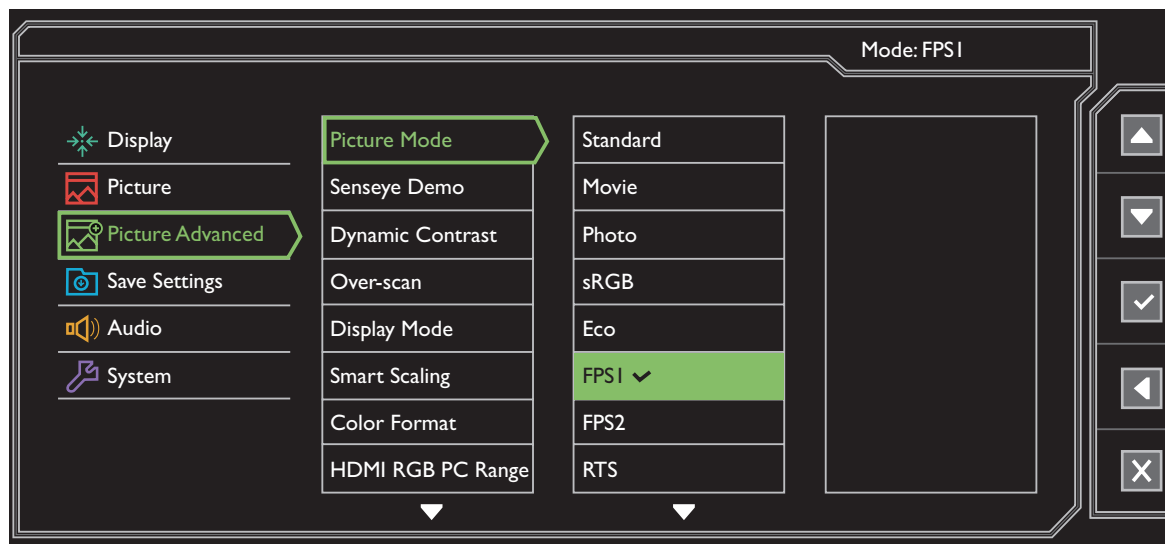 Mode: FPS1
Display
Picture
Picture Advanced
Save Settings
Audio
System
Picture Mode
Senseye Demo
Dynamic Contrast
Over-scan
Display Mode
Smart Scaling
Color Format
HDMI RGB PC Range
Standard
Movie
Photo
sRGB
Eco
FPS1
FPS2
RTS